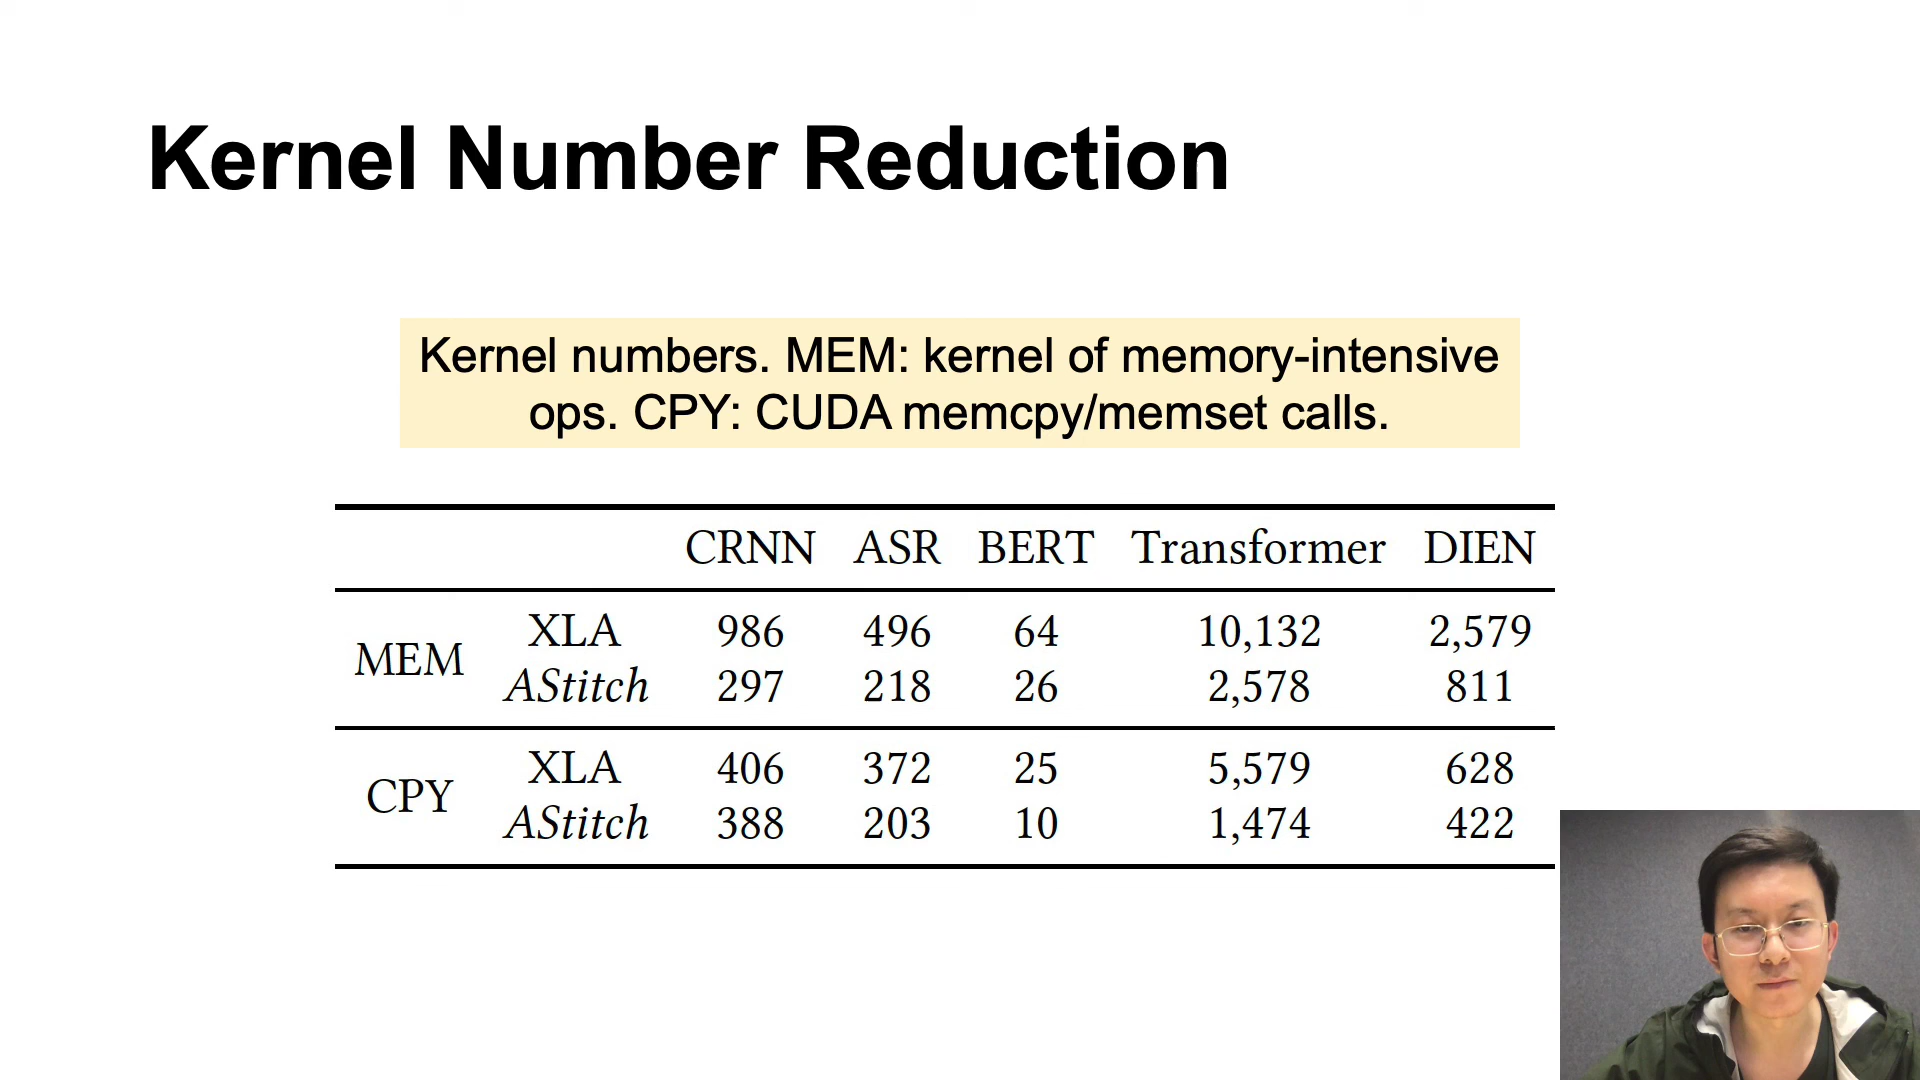 Kernel Number Reduction
Kernel numbers. MEM: kernel of memory-intensive
ops. CPY: CUDA memcpy/memset calls.
CRNN ASR BERT Transformer DIEN
MEM
XLA 986 496 64 10,132 2,579
AStitch 297 218 26 2,578 811
CPY
XLA 406 372 25 5,579 628
AStitch 388 203 10 1,474 422